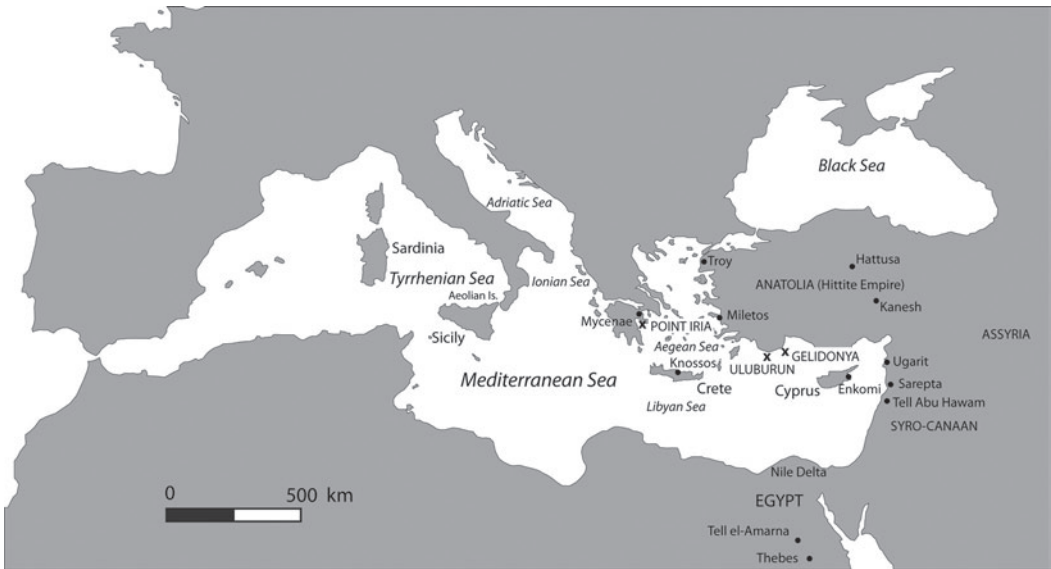 Black Sea
Adriatic Sea
Sardinia
Tyrrhenian Sea
Aeolian Is.
Ionian Sea
Troy
Hattusa
ANATOLIA (Hittite Empire)
Kanesh
Mycenae
POINT IRIA
Miletos
Sicily
Aegean Sea
ASSYRIA
Knossos
ULUBURUN
GELIDONYA
Ugarit
Mediterranean Sea
Crete
Cyprus
Enkomi
Sarepta
Libyan Sea
Tell Abu Hawam
SYRO-CANAAN
Nile Delta
0 500 km
EGYPT
Tell el-Amarna
Thebes